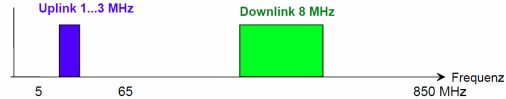 Uplink 1...3 MHz
Downlink 8 MHz
Frequenz
5
65
850 MHz